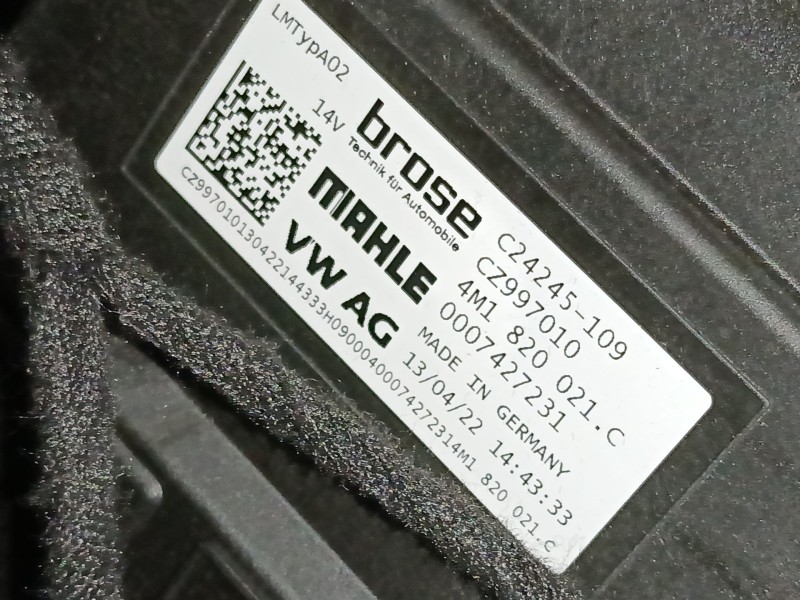 LMTypA02
14V
brose
Technik für Automobile
MAHLE
VW AG
C24245-109
CZ997010
4M1 820 021.C
0007427231
MADE IN GERMANY
13/04/22 14:43:33
CZ997010130422144333H09000400074272314M1 820 021.C